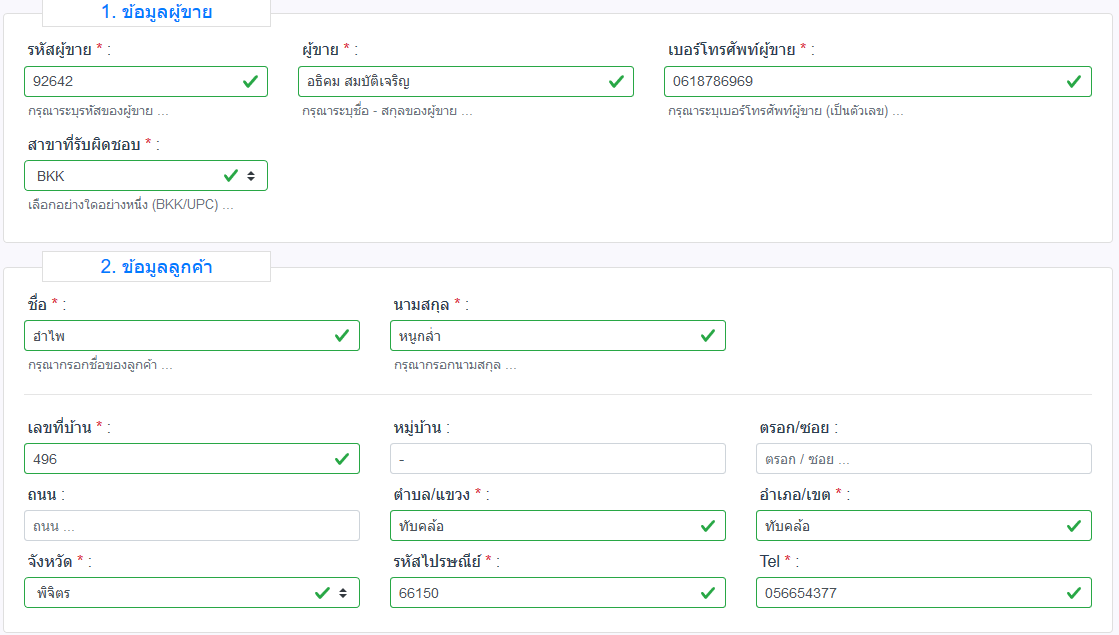 1. ข้อมูลผู้ขาย
รหัสผู้ขาย * : ผู้ขาย * : เบอร์โทรศัพท์ผู้ขาย * :
92642 อธิคม สมบัติเจริญ 0618786969
กรุณาระบุรหัสของผู้ขาย ... กรุณาระบุชื่อ - สกุลของผู้ขาย ... กรุณาระบุเบอร์โทรศัพท์ผู้ขาย (เป็นตัวเลข) ...
สาขาที่รับผิดชอบ * :
BKK
เลือกอย่างใดอย่างหนึ่ง (BKK/UPC) ...
2. ข้อมูลลูกค้า
ชื่อ * : นามสกุล * :
อำไพ หนูกล่ำ
กรุณากรอกชื่อของลูกค้า ... กรุณากรอกนามสกุล ...
เลขที่บ้าน * : หมู่บ้าน : ตรอก/ซอย :
496 - ตรอก / ซอย ...
ถนน : ตำบล/แขวง * : อำเภอ/เขต * :
ถนน ... ทับคล้อ ทับคล้อ
จังหวัด * : รหัสไปรษณีย์ * : Tel * :
พิจิตร 66150 056654377